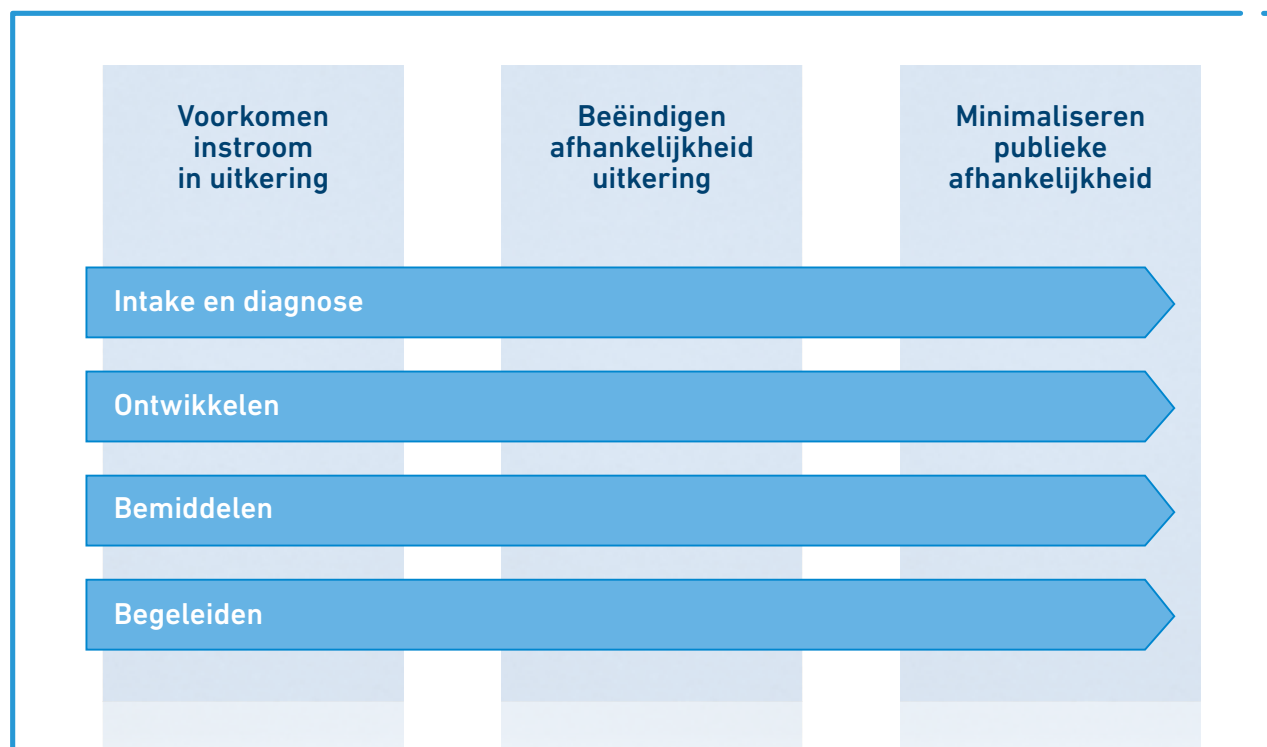 Voorkomen
instroom
in uitkering
Beëindigen
afhankelijkheid
uitkering
Minimaliseren
publieke
afhankelijkheid
Intake en diagnose
Ontwikkelen
Bemiddelen
Begeleiden